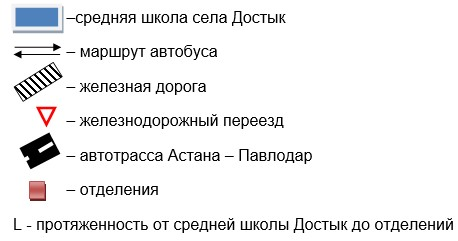 –средняя школа села Достык
– маршрут автобуса
– железная дорога
– железнодорожный переезд
– автотрасса Астана – Павлодар
– отделения
L - протяженность от средней школы Достык до отделений